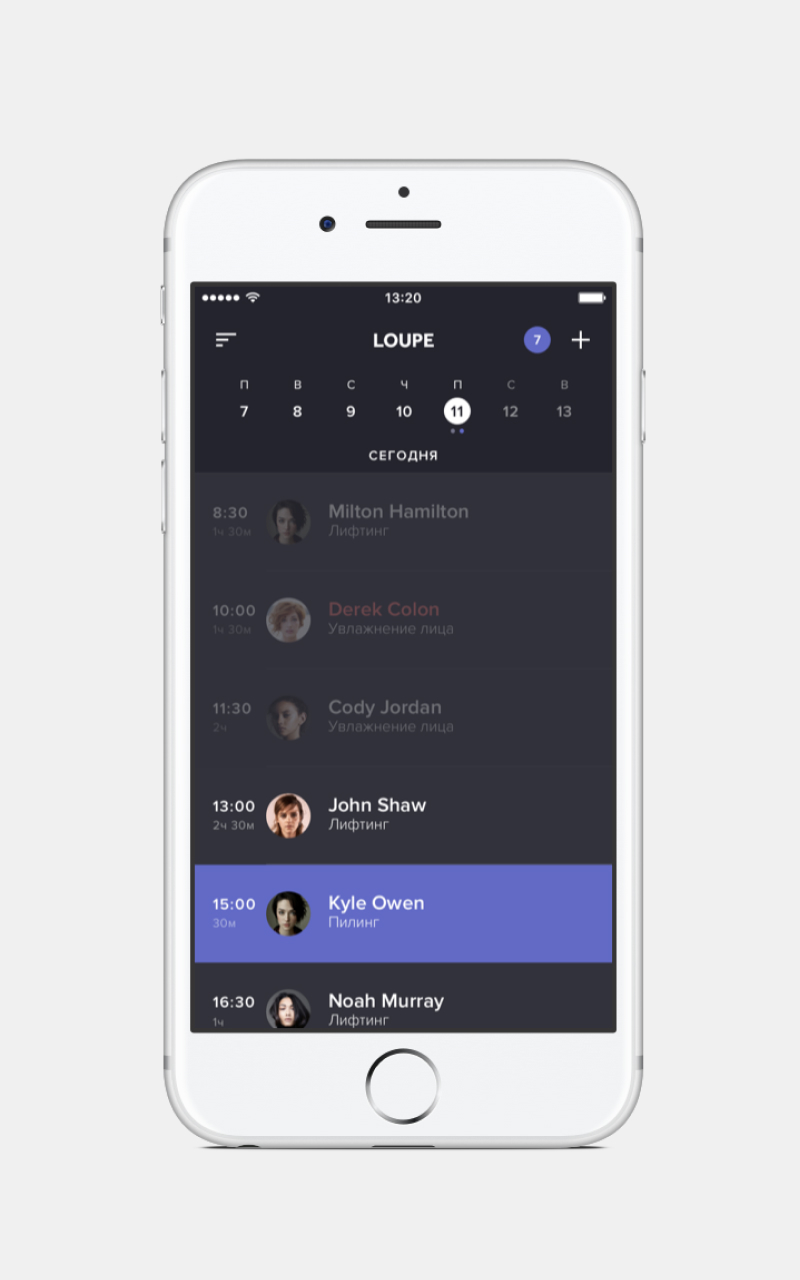 13:20
LOUPE
7
П В С Ч П С В
7 8 9 10 11 12 13
СЕГОДНЯ
8:30 Milton Hamilton
1ч 30м Лифтинг
10:00 Derek Colon
1ч 30м Увлажнение лица
11:30 Cody Jordan
2ч Увлажнение лица
13:00 John Shaw
2ч 30м Лифтинг
15:00 Kyle Owen
30м Пилинг
16:30 Noah Murray
1ч Лифтинг